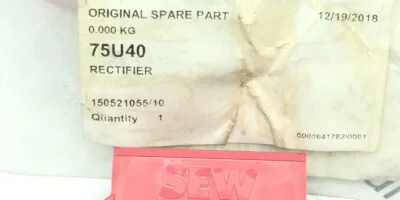 ORIGINAL SPARE PART 12/19/2018
0.000 KG
75U40
RECTIFIER
150521055/10
Quantity 1
0000641782/0001
SEW